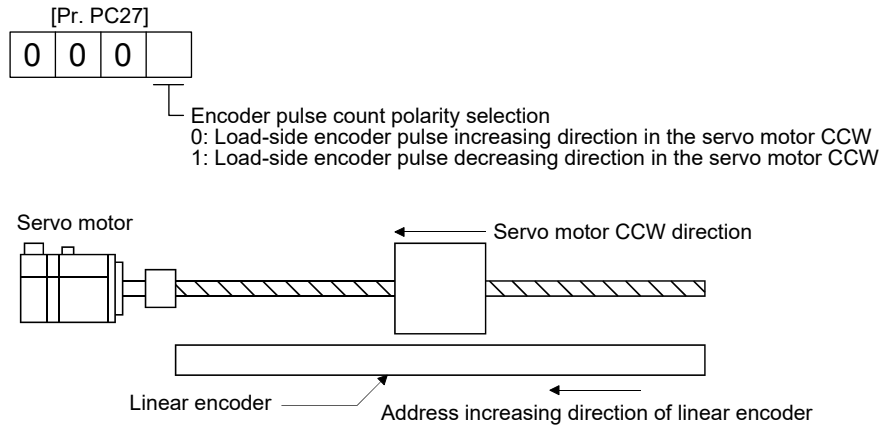 [Pr. PC27]
0 0 0
Encoder pulse count polarity selection
0: Load-side encoder pulse increasing direction in the servo motor CCW
1: Load-side encoder pulse decreasing direction in the servo motor CCW
Servo motor
Servo motor CCW direction
Linear encoder
Address increasing direction of linear encoder